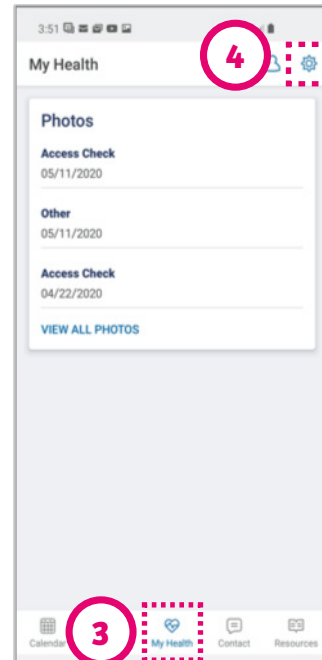 3:51
My Health
4
Photos
Access Check
05/11/2020
Other
05/11/2020
Access Check
04/22/2020
VIEW ALL PHOTOS
3
Calendar
My Health
Contact
Resources